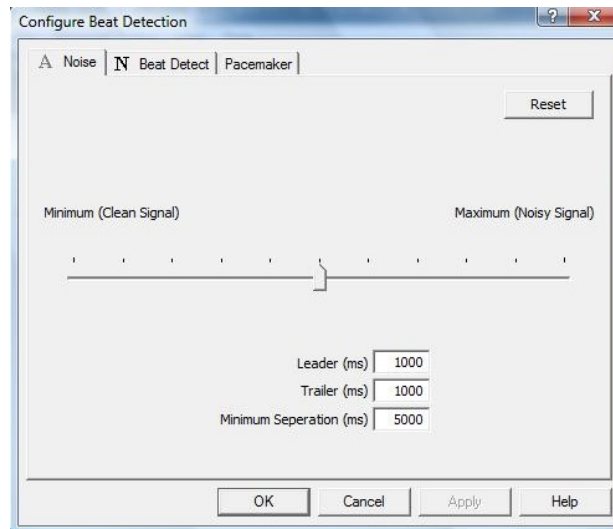 Configure Beat Detection
? X
A Noise N Beat Detect Pacemaker
Reset
Minimum (Clean Signal) Maximum (Noisy Signal)
Leader (ms) 1000
Trailer (ms) 1000
Minimum Seperation (ms) 5000
OK Cancel Apply Help